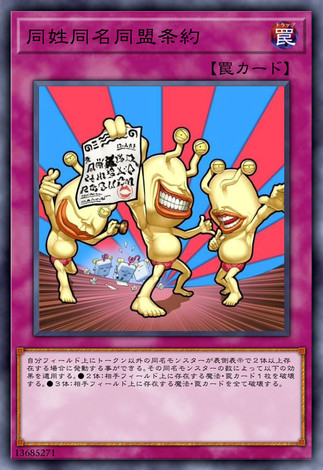 同姓同名同盟条約
トラップ
罠
【罠カード】
自分フィールド上にトークン以外の同名モンスターが表側表示で2体以上存
在する場合に発動する事ができる。その同名モンスターの数によって以下の効
果を適用する。●2体：相手フィールド上に存在する魔法・罠カード1枚を破壊
する。●3体：相手フィールド上に存在する魔法・罠カードを全て破壊する。
13685271